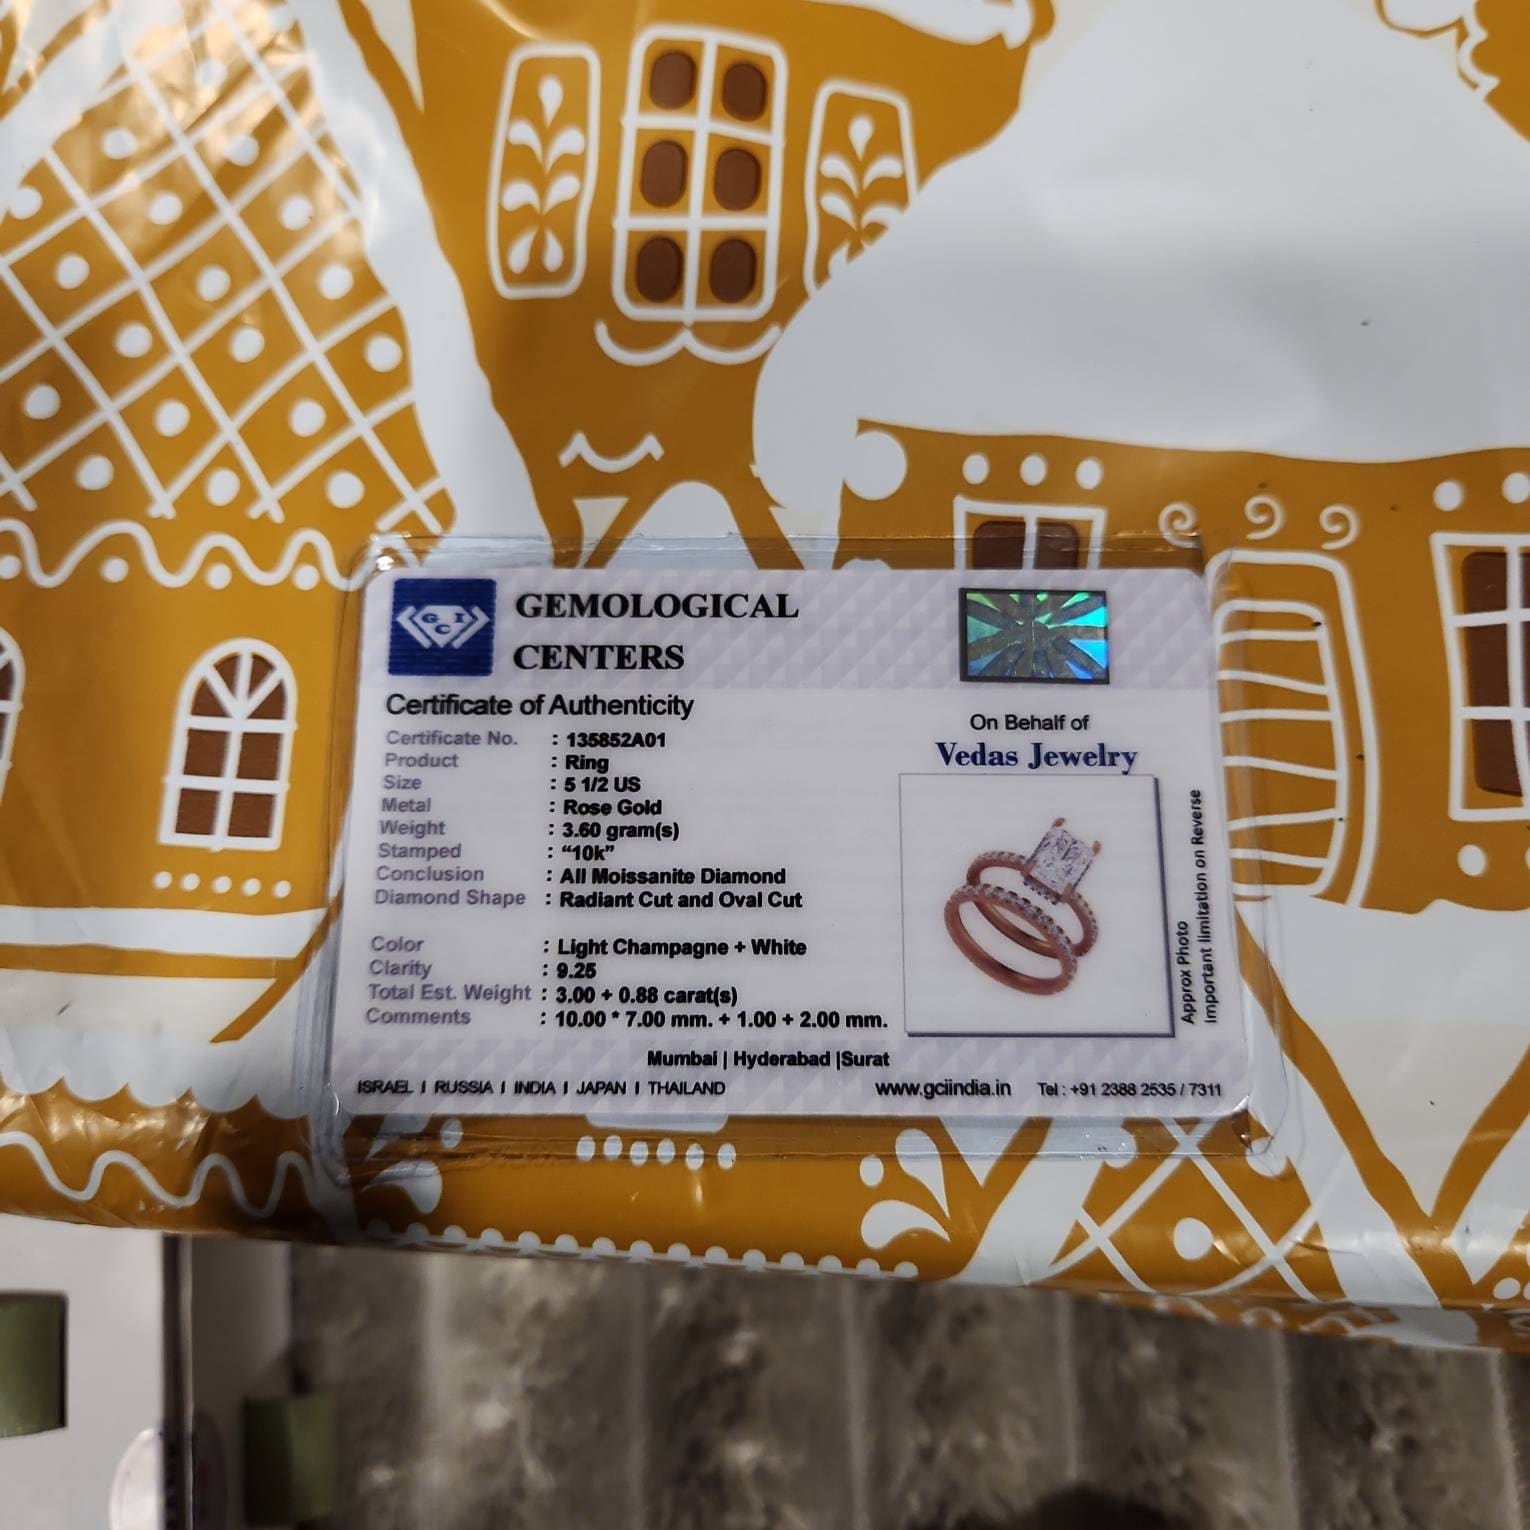 GCI
GEMOLOGICAL
CENTERS
Certificate of Authenticity
Certificate No. : 135852A01
Product : Ring
Size : 5 1/2 US
Metal : Rose Gold
Weight : 3.60 gram(s)
Stamped : “10k”
Conclusion : All Moissanite Diamond
Diamond Shape : Radiant Cut and Oval Cut
Color : Light Champagne + White
Clarity : 9.25
Total Est. Weight : 3.00 + 0.88 carat(s)
Comments : 10.00 * 7.00 mm. + 1.00 + 2.00 mm.
On Behalf of
Vedas Jewelry
Approx Photo
Important limitation on Reverse
Mumbai | Hyderabad |Surat
ISRAEL I RUSSIA I INDIA I JAPAN I THAILAND
www.gciindia.in Tel : +91 2388 2535 / 7311